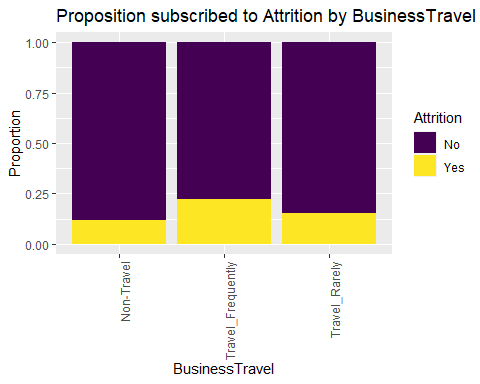 Proposition subscribed to Attrition by BusinessTravel
1.00
0.75
0.50
0.25
0.00
Proportion
Non-Travel
Travel_Frequently
Travel_Rarely
BusinessTravel
Attrition
No
Yes